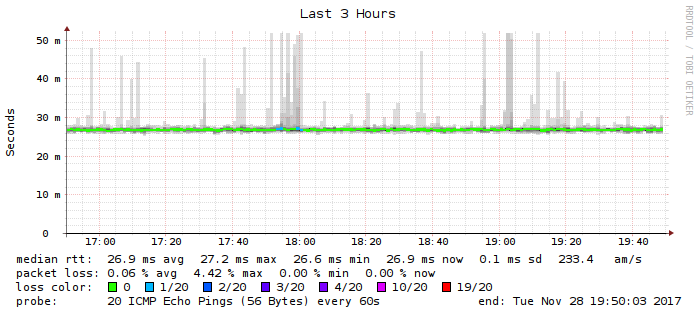 Last 3 Hours
RRDTOOL / TOBI OETIKER
Seconds
50 m
40 m
30 m
20 m
10 m
0
17:00 17:20 17:40 18:00 18:20 18:40 19:00 19:20 19:40
median rtt: 26.9 ms avg 27.2 ms max 26.6 ms min 26.9 ms now 0.1 ms sd 233.4 am/s
packet loss: 0.06 % avg 4.42 % max 0.00 % min 0.00 % now
loss color: 0 1/20 2/20 3/20 4/20 10/20 19/20
probe: 20 ICMP Echo Pings (56 Bytes) every 60s end: Tue Nov 28 19:50:03 2017